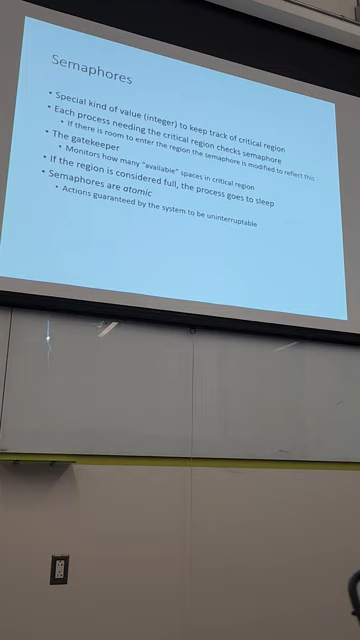 Semaphores
• Special kind of value (integer) to keep track of critical region
• Each process needing the critical region checks semaphore
• If there is room to enter the region the semaphore is modified to reflect this
• The gatekeeper
• Monitors how many "available" spaces in critical region
• If the region is considered full, the process goes to sleep
• Semaphores are atomic
• Actions guaranteed by the system to be uninterruptable